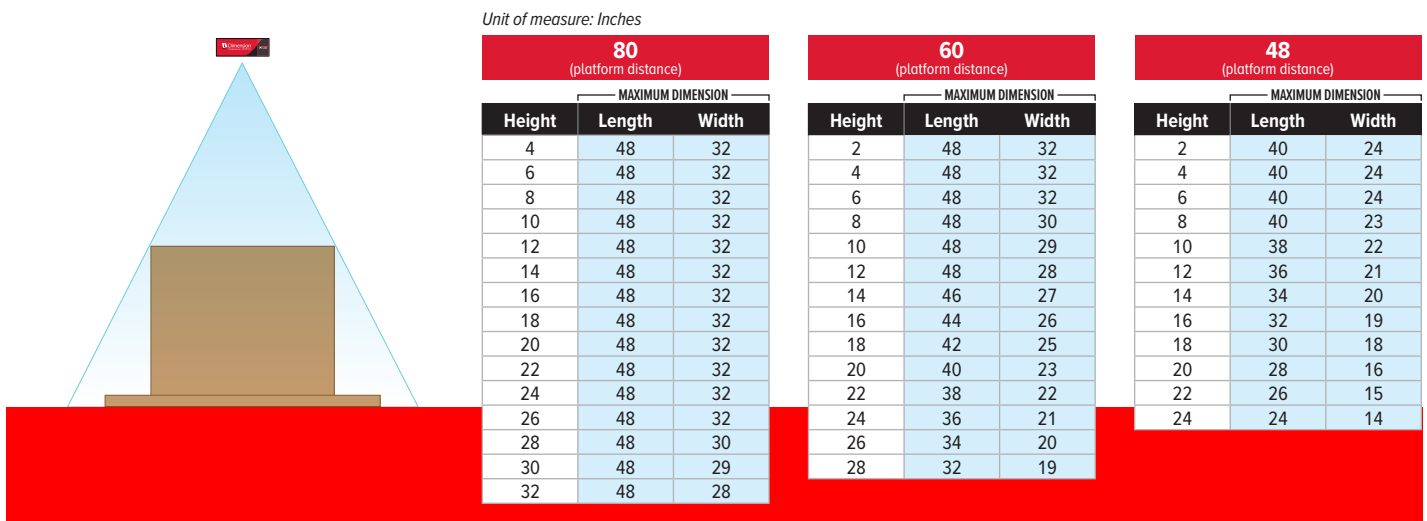 Unit of measure: Inches
Dimension
80
(platform distance)
MAXIMUM DIMENSION
Height Length Width
4 48 32
6 48 32
8 48 32
10 48 32
12 48 32
14 48 32
16 48 32
18 48 32
20 48 32
22 48 32
24 48 32
26 48 32
28 48 30
30 48 29
32 48 28
60
(platform distance)
MAXIMUM DIMENSION
Height Length Width
2 48 32
4 48 32
6 48 32
8 48 30
10 48 29
12 48 28
14 46 27
16 44 26
18 42 25
20 40 23
22 38 22
24 36 21
26 34 20
28 32 19
48
(platform distance)
MAXIMUM DIMENSION
Height Length Width
2 40 24
4 40 24
6 40 24
8 40 23
10 38 22
12 36 21
14 34 20
16 32 19
18 30 18
20 28 16
22 26 15
24 24 14